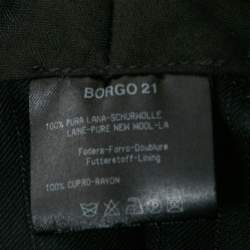 BORGO 21
100% PURA LANA-SCHURWOLLE
LANE-PURE NEW WOOL-LA
Fodera-Forro-Doublure
Futterstoff-Lining
100% CUPRO-RAYON